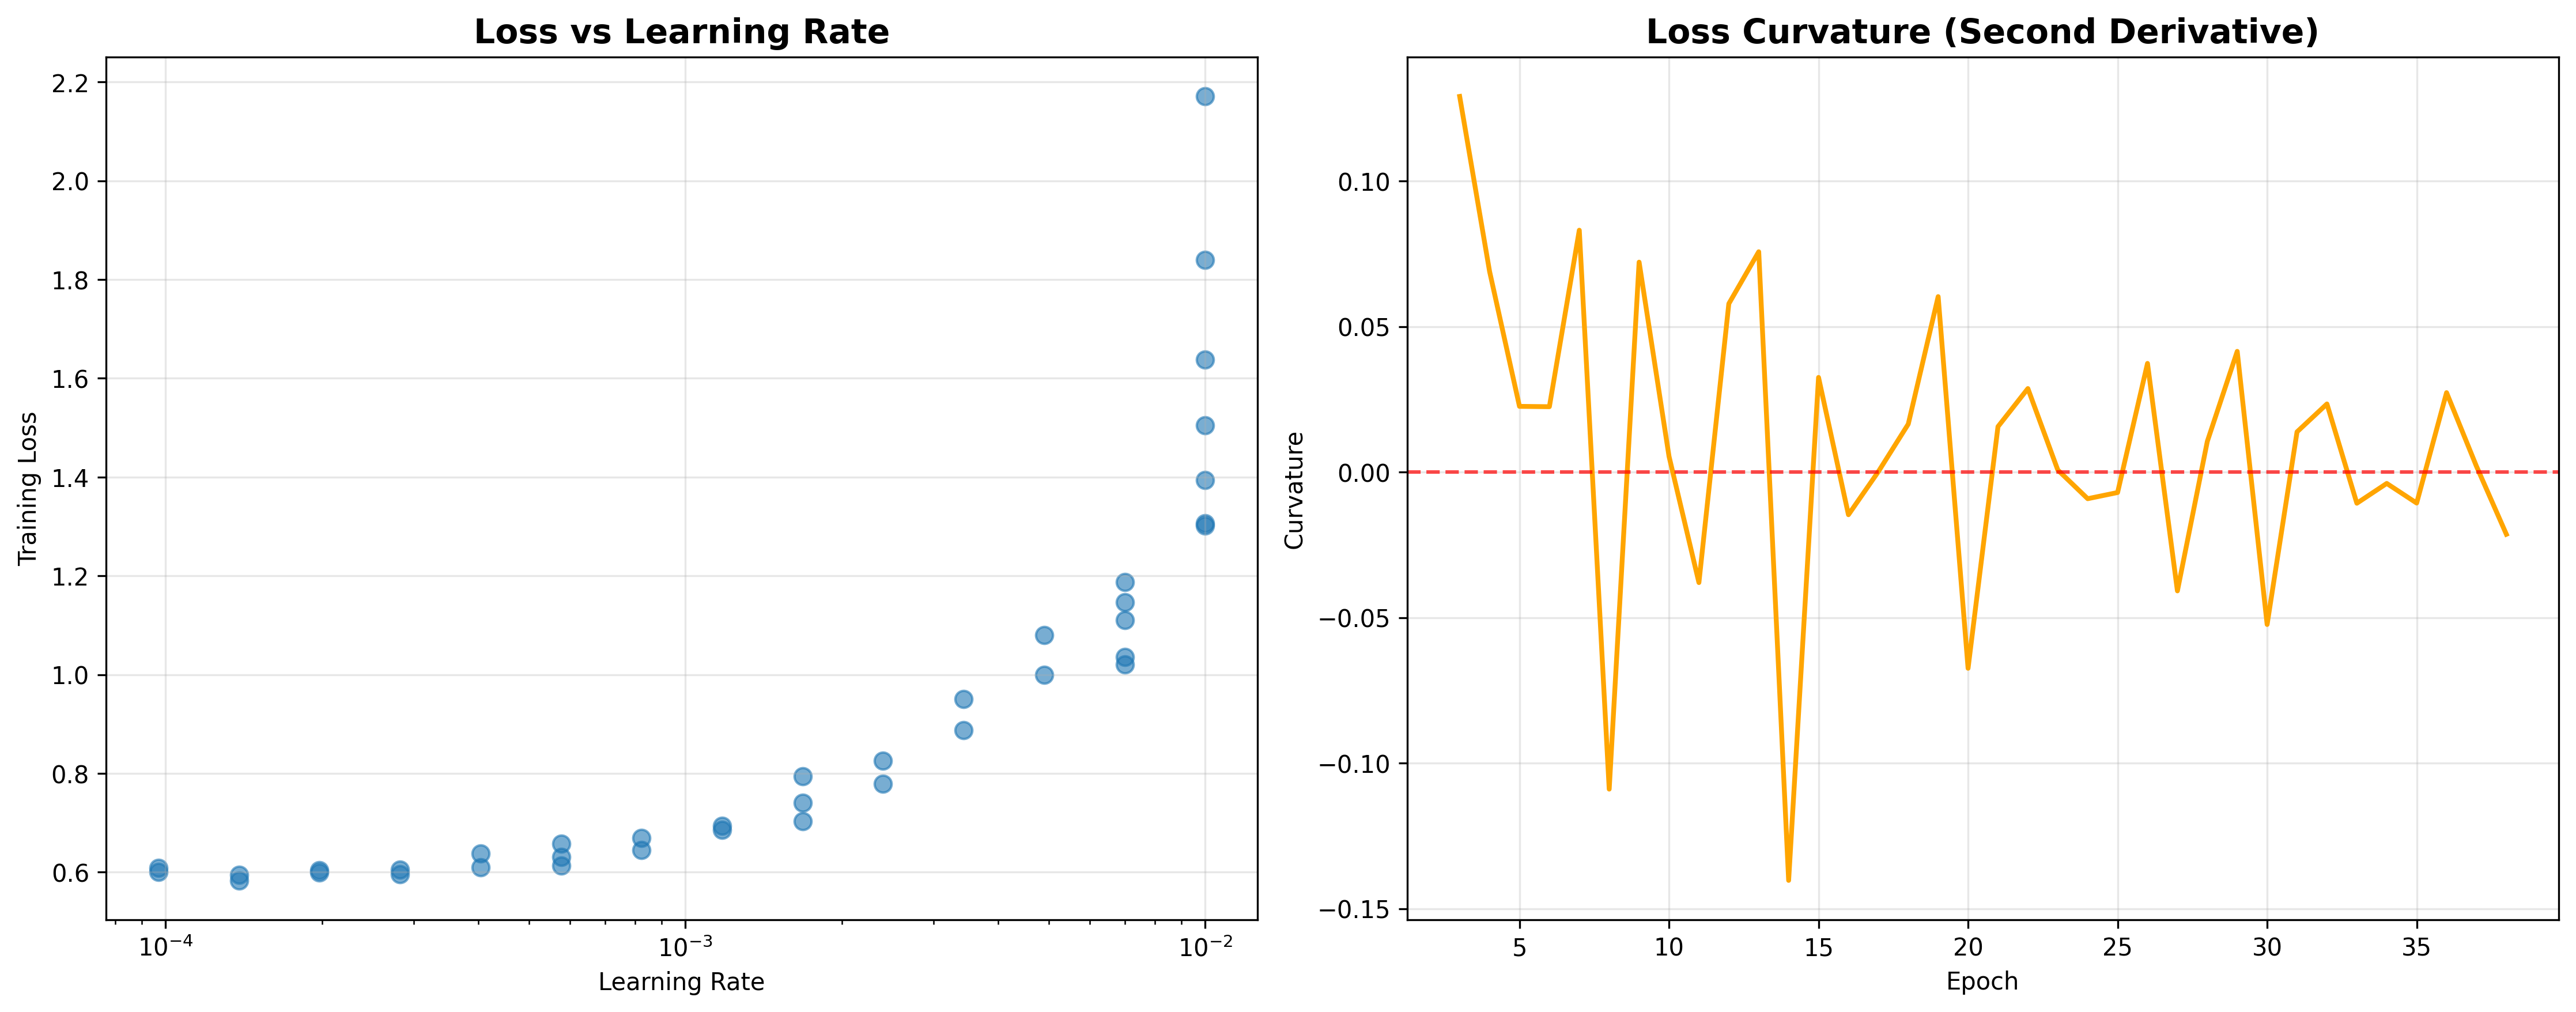 Loss vs Learning Rate
Training Loss
2.2
2.0
1.8
1.6
1.4
1.2
1.0
0.8
0.6
10⁻⁴ 10⁻³ 10⁻²
Learning Rate
Loss Curvature (Second Derivative)
Curvature
0.10
0.05
0.00
−0.05
−0.10
−0.15
5 10 15 20 25 30 35
Epoch